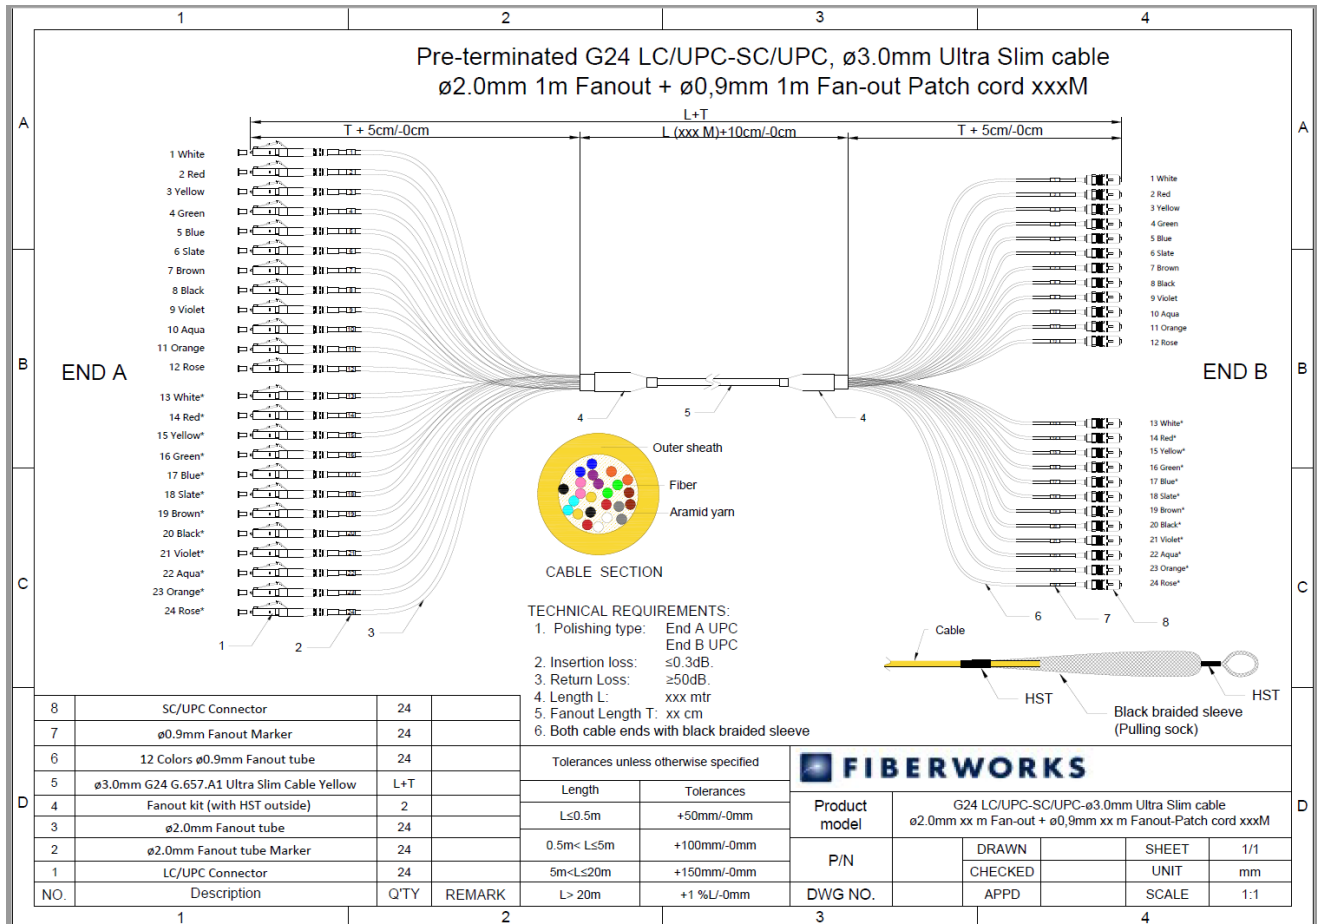 1 2 3 4
Pre-terminated G24 LC/UPC-SC/UPC, ø3.0mm Ultra Slim cable
ø2.0mm 1m Fanout + ø0,9mm 1m Fan-out Patch cord xxxM
L+T
T + 5cm/-0cm
L (xxx M)+10cm/-0cm
T + 5cm/-0cm
A
B
C
D
A
B
C
D
END A
1 White
2 Red
3 Yellow
4 Green
5 Blue
6 Slate
7 Brown
8 Black
9 Violet
10 Aqua
11 Orange
12 Rose
13 White*
14 Red*
15 Yellow*
16 Green*
17 Blue*
18 Slate*
19 Brown*
20 Black*
21 Violet*
22 Aqua*
23 Orange*
24 Rose*
1
2
3
4
5
4
END B
1 White
2 Red
3 Yellow
4 Green
5 Blue
6 Slate
7 Brown
8 Black
9 Violet
10 Aqua
11 Orange
12 Rose
13 White*
14 Red*
15 Yellow*
16 Green*
17 Blue*
18 Slate*
19 Brown*
20 Black*
21 Violet*
22 Aqua*
23 Orange*
24 Rose*
6
7
8
Outer sheath
Fiber
Aramid yarn
CABLE SECTION
TECHNICAL REQUIREMENTS:
1. Polishing type: End A UPC
End B UPC
2. Insertion loss: ≤0.3dB.
3. Return Loss: ≥50dB.
4. Length L: xxx mtr
5. Fanout Length T: xx cm
6. Both cable ends with black braided sleeve
Cable
HST
Black braided sleeve
(Pulling sock)
HST
8 SC/UPC Connector 24
7 ø0.9mm Fanout Marker 24
6 12 Colors ø0.9mm Fanout tube 24
5 ø3.0mm G24 G.657.A1 Ultra Slim Cable Yellow L+T
4 Fanout kit (with HST outside) 2
3 ø2.0mm Fanout tube 24
2 ø2.0mm Fanout tube Marker 24
1 LC/UPC Connector 24
NO. Description Q'TY REMARK
Tolerances unless otherwise specified
Length Tolerances
L≤0.5m +50mm/-0mm
0.5m< L≤5m +100mm/-0mm
5m<L≤20m +150mm/-0mm
L> 20m +1 %L/-0mm
FIBERWORKS
Product model
G24 LC/UPC-SC/UPC-ø3.0mm Ultra Slim cable
ø2.0mm xx m Fan-out + ø0,9mm xx m Fanout-Patch cord xxxM
P/N
DRAWN SHEET 1/1
CHECKED UNIT mm
DWG NO. APPD SCALE 1:1
1 2 3 4